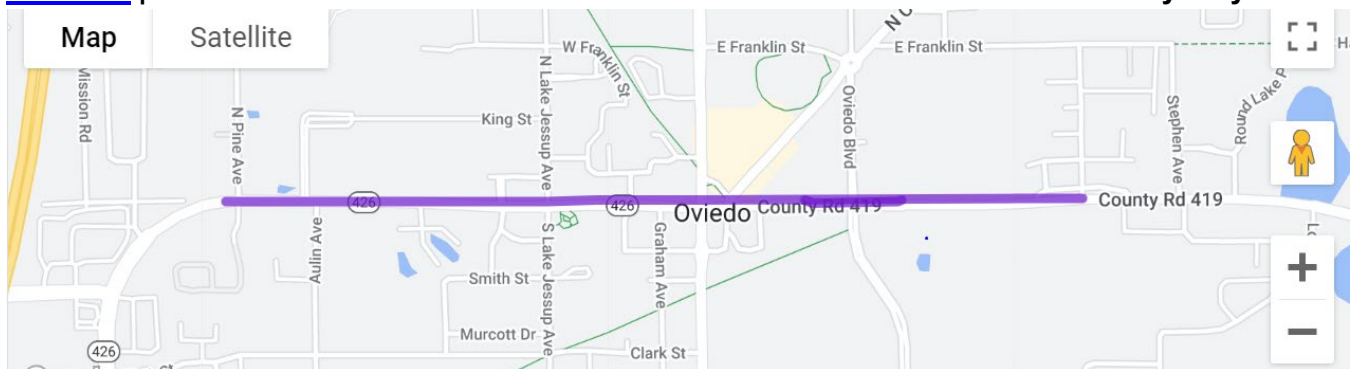 Map
Satellite
Mission Rd
N Pine Ave
King St
N Lake Jessup Ave
W Franklin St
E Franklin St
E Franklin St
Oviedo Blvd
Stephen Ave
Round Lake
426
426
Oviedo
County Rd 419
County Rd 419
Aulin Ave
Smith St
S Lake Jessup Ave
Graham Ave
Murcott Dr
Clark St
426
+
−